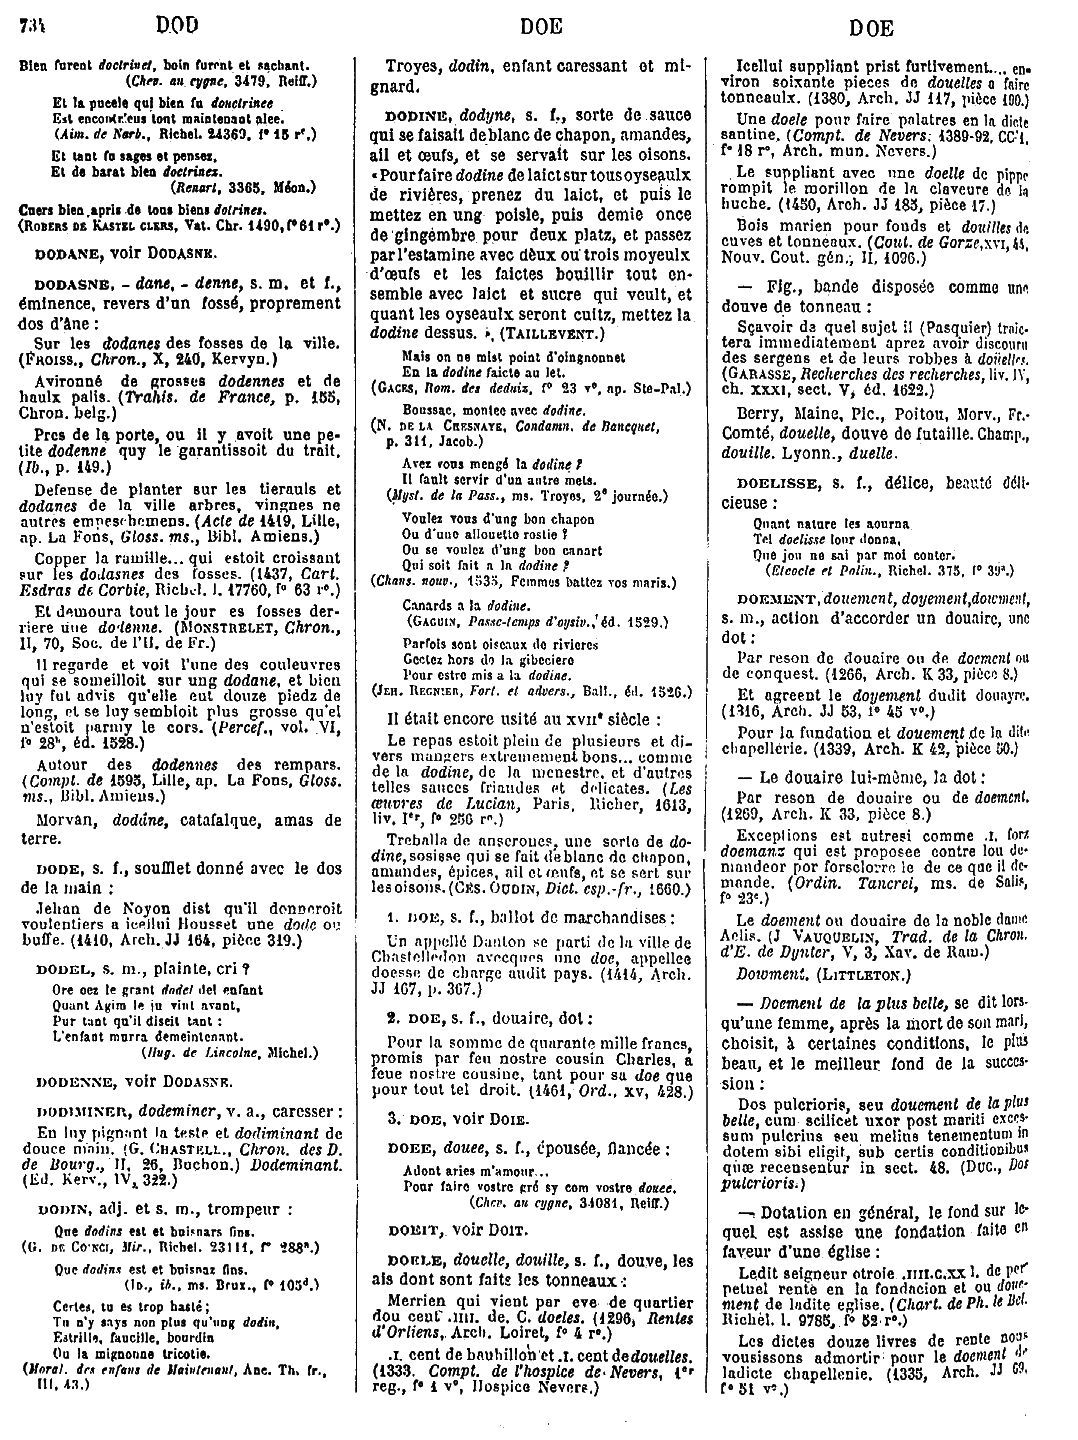 734 DOD DOE DOE
Bien furent doctrinet, boin furent et sachant.
(Chev. au cygne, 3479, Reiff.)
Et la pucele qui bien fu douctrinee
Est encontr'eus tont maintenant alee.
(Aim. de Narb., Richel. 24369, f° 15 r°.)
Et tant fu sages et pensez,
Et de barat bien doctrinez.
(Renart, 3365, Méon.)
Cuers bien apris de tous biens dotrines.
(ROBERS DE KASTEL CLERS, Vat. Chr. 1490, f° 61 r°.)
DODANE, voir DODASNE.
DODASNE, - dane, - denne, s. m. et f.,
éminence, revers d'un fossé, proprement
dos d'âne :
Sur les dodanes des fosses de la ville.
(FROISS., Chron., X, 240, Kervyn.)
Avironné de grosses dodennes et de
haulx palis. (Trahis. de France, p. 155,
Chron. belg.)
Pres de la porte, ou il y avoit une pe-
tite dodenne quy le garantissoit du trait.
(Ib., p. 149.)
Defense de planter sur les tierauls et
dodanes de la ville arbres, vingnes ne
autres empeschemens. (Acte de 1419, Lille,
ap. La Fons, Gloss. ms., Bibl. Amiens.)
Copper la ramille... qui estoit croissant
sur les dodasnes des fosses. (1437, Cart.
Esdras de Corbie, Richel. l. 17760, f° 63 r°.)
Et demoura tout le jour es fosses der-
riere une dodenne. (MONSTRELET, Chron.,
II, 70, Soc. de l'H. de Fr.)
Il regarde et voit l'une des couleuvres
qui se someilloit sur ung dodane, et bien
luy fut advis qu'elle eut douze piedz de
long, et se luy sembloit plus grosse qu'el
n'estoit parmy le cors. (Percef., vol. VI,
f° 28ᵇ, éd. 1528.)
Autour des dodennes des rempars.
(Compt. de 1595, Lille, ap. La Fons, Gloss.
ms., Bibl. Amiens.)
Morvan, dodâne, catafalque, amas de
terre.
DODE, s. f., soufflet donné avec le dos
de la main :
Jehan de Noyon dist qu'il donneroit
voulentiers a icellui Housset une dode ou
buffe. (1410, Arch. JJ 164, pièce 319.)
DODEL, s. m., plainte, cri ?
Ore oez le grant dodel del enfant
Quant Agim le ju vint avant,
Pur tant qu'il diseit tant :
L'enfant murra demeintenant.
(Hug. de Lincolne, Michel.)
DODENNE, voir DODASNE.
DODIMINER, dodeminer, v. a., caresser :
En luy pignant la teste et dodiminant de
douce main. (G. CHASTELL., Chron. des D.
de Bourg., II, 26, Buchon.) Dodeminant.
(Ed. Kerv., IV, 322.)
DODIN, adj. et s. m., trompeur :
Que dodins est et buisnars fins.
(G. DE COINCI, Mir., Richel. 23111, f° 288ᵃ.)
Que dodins est et buisnaz fins.
(Ib., ib., ms. Brux., f° 105ᵈ.)
Certes, tu es trop hasté ;
Tu n'y says non plus qu'ung dodin,
Estrille, faucille, bourdin
Ou la mignonne tricotie.
(Moral. des enfans de Maintenant, Anc. Th. fr.,
III, 43.)
Troyes, dodin, enfant caressant et mi-
gnard.
DODINE, dodyne, s. f., sorte de sauce
qui se faisait de blanc de chapon, amandes,
ail et œufs, et se servait sur les oisons.
«Pour faire dodine de laict sur tous oyseaulx
de rivières, prenez du laict, et puis le
mettez en ung poisle, puis demie once
de gingembre pour deux platz, et passez
par l'estamine avec deux ou trois moyeulx
d'œufs et les faictes bouillir tout en-
semble avec laict et sucre qui veult, et
quant les oyseaulx seront cuitz, mettez la
dodine dessus. », (TAILLEVENT.)
Mais on ne mist point d'oingnonnet
En la dodine faicte au let.
(GACES, Rom. des deduiz, f° 23 v°, ap. Ste-Pal.)
Boussac, montee avec dodine.
(N. DE LA CHESNAYE, Condamn. de Bancquet,
p. 311, Jacob.)
Avez vous mengé la dodine ?
Il fault servir d'un autre mets.
(Myst. de la Pass., ms. Troyes, 2ᵉ journée.)
Voulez vous d'ung bon chapon
Ou d'une allouette rostie ?
Ou se voulez d'ung bon canart
Qui soit fait a la dodine ?
(Chans. nouv., 1535, Femmes battez vos maris.)
Canards a la dodine.
(GAGUIN, Passe-temps d'oysiv., éd. 1529.)
Parfois sont oiseaux de rivieres
Gectez hors de la gibeciere
Pour estre mis a la dodine.
(JEH. REGNIER, Fort. et advers., Ball., éd. 1526.)
Il était encore usité au XVIIᵉ siècle :
Le repas estoit plein de plusieurs et di-
vers mangers extremement bons... comme
de la dodine, de la menestre, et d'autres
telles sauces friandes et delicates. (Les
œuvres de Lucian, Paris, Richer, 1613,
liv. Iᵉʳ, f° 256 r°.)
Treballa de anserones, une sorte de do-
dine, sosisse qui se fait de blanc de chapon,
amandes, épices, ail et œufs, et se sert sur
les oisons. (CÉS. OUDIN, Dict. esp.-fr., 1660.)
1. DOE, s. f., ballot de marchandises :
Un appellé Danton se parti de la ville de
Chastelledon avecques une doe, appellee
doesse de charge audit pays. (1414, Arch.
JJ 167, p. 367.)
2. DOE, s. f., douaire, dot :
Pour la somme de quarante mille francs,
promis par feu nostre cousin Charles, a
feue nostre cousine, tant pour sa doe que
pour tout tel droit. (1461, Ord., XV, 428.)
3. DOE, voir DOIE.
DOEE, douee, s. f., épousée, fiancée :
Adont aries m'amour...
Pour faire vostre gré sy com vostre douee.
(Chev. au cygne, 34081, Reiff.)
DOEIT, voir DOIT.
DOELE, douelle, douille, s. f., douve, les
ais dont sont faits les tonneaux :
Merrien qui vient par eve de quartier
dou cent .IIII. de. C. doeles. (1296, Rentes
d'Orliens, Arch. Loiret, f° 4 r°.)
.I. cent de bauhillon et .I. cent de douelles.
(1333. Compt. de l'hospice de Nevers, 1ᵉʳ
reg., f° 1 v°, Hospice Nevers.)
Icellui suppliant prist furtivement.... en-
viron soixante pieces de douelles a faire
tonneaulx. (1380, Arch. JJ 117, pièce 100.)
Une doele pour faire palatres en la dicte
santine. (Compt. de Nevers, 1389-92, CC 1,
f° 18 r°, Arch. mun. Nevers.)
Le suppliant avec une doelle de pippe
rompit le morillon de la claveure de la
huche. (1450, Arch. JJ 185, pièce 17.)
Bois marien pour fonds et douilles de
cuves et tonneaux. (Cout. de Gorze, XVI, 44,
Nouv. Cout. gén., II, 1096.)
— Fig., bande disposée comme une
douve de tonneau :
Sçavoir da quel sujet il (Pasquier) traic-
tera immediatement aprez avoir discouru
des sergens et de leurs robbes à douelles.
(GARASSE, Recherches des recherches, liv. IV,
ch. XXXI, sect. V, éd. 1622.)
Berry, Maine, Pic., Poitou, Morv., Fr.-
Comté, douelle, douve de futaille. Champ.,
douille. Lyonn., duelle.
DOELISSE, s. f., délice, beauté déli-
cieuse :
Quant nature les aourna
Tel doelisse lour donna,
Que jou ne sai par moi conter.
(Eteocle et Polin., Richel. 375, f° 39ᵃ.)
DOEMENT, douement, doyement, dowment,
s. m., action d'accorder un douaire, une
dot :
Par reson de douaire ou de doement ou
de conquest. (1266, Arch. K 33, pièce 8.)
Et agreent le doyement dudit douayre.
(1316, Arch. JJ 53, f° 45 v°.)
Pour la fundation et douement de la dite
chapellerie. (1339, Arch. K 42, pièce 50.)
— Le douaire lui-même, la dot :
Par reson de douaire ou de doement.
(1269, Arch. K 33, pièce 8.)
Exceptions est autresi comme .I. forz
doemanz qui est proposee contre lou de-
mandeor por forsclorre le de ce que il de-
mande. (Ordin. Tancrei, ms. de Salis,
f° 23ᶜ.)
Le doement ou douaire de la noble dame
Aelis. (J VAUQUELIN, Trad. de la Chron.
d'E. de Dynter, V, 3, Xav. de Ram.)
Dowment. (LITTLETON.)
— Doement de la plus belle, se dit lors-
qu'une femme, après la mort de son mari,
choisit, à certaines conditions, le plus
beau, et le meilleur fond de la succes-
sion :
Dos pulcrioris, seu douement de la plus
belle, cum scilicet uxor post mariti exces-
sum pulcrius seu melius tenementum in
dotem sibi eligit, sub certis conditionibus
quæ recensentur in sect. 48. (DUC., Dos
pulcrioris.)
— Dotation en général, le fond sur le-
quel est assise une fondation faite en
faveur d'une église :
Ledit seigneur otroie .IIII.C.XX l. de per
petuel rente en la fondacion et ou doue-
ment de ladite eglise. (Chart. de Ph. le Bel.
Richel. l. 9785, f° 52 r°.)
Les dictes douze livres de rente nous
voussissons admortir pour le doement de
ladicte chapellenie. (1335, Arch. JJ 69,
f° 51 v°.)